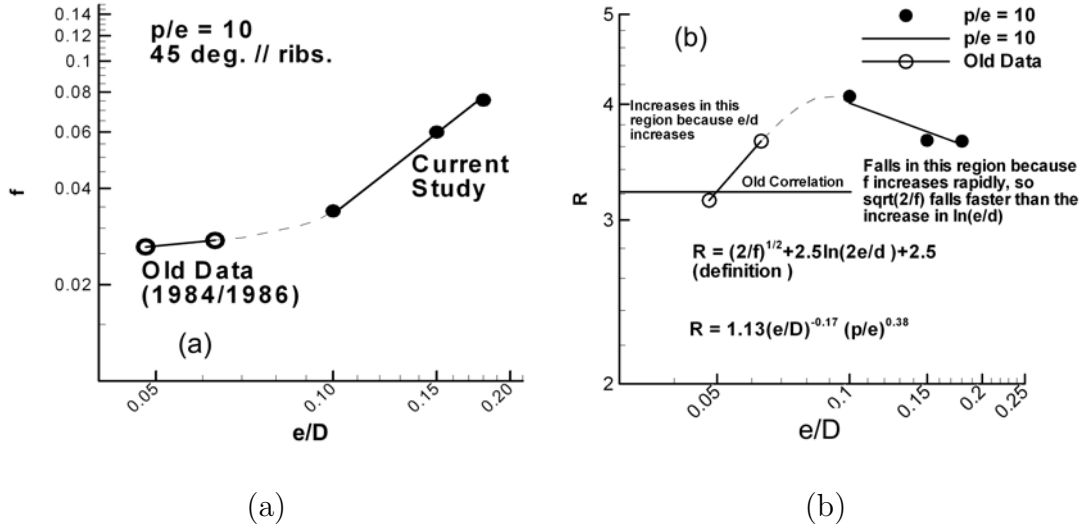 p/e = 10
45 deg. // ribs.
0.14
0.12
0.1
0.08
0.06
0.04
0.02
f
Current
Study
Old Data
(1984/1986)
(a)
0.05
0.10
0.15
0.20
e/D
(a)
5
4
3
2
R
(b)
p/e = 10
p/e = 10
Old Data
Increases in this
region because e/d
increases
Old Correlation
Falls in this region because
f increases rapidly, so
sqrt(2/f) falls faster than the
increase in ln(e/d)
R = (2/f)^{1/2}+2.5ln(2e/d )+2.5
(definition )
R = 1.13(e/D)^{-0.17} (p/e)^{0.38}
0.05
0.1
0.15
0.2
0.25
e/D
(b)